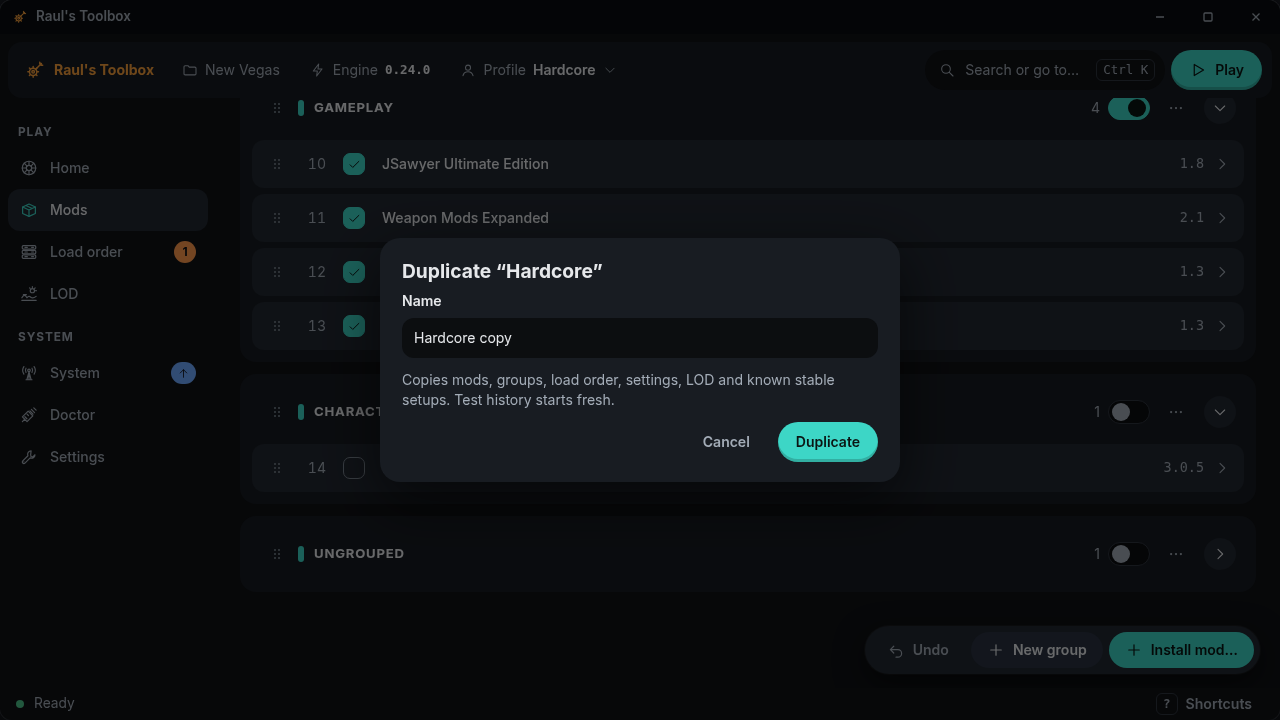 Raul's Toolbox
Raul's Toolbox
New Vegas
Engine 0.24.0
Profile Hardcore
Search or go to...
Ctrl K
Play
PLAY
Home
Mods
Load order
1
LOD
SYSTEM
System
Doctor
Settings
GAMEPLAY
4
10 JSawyer Ultimate Edition 1.8
11 Weapon Mods Expanded 2.1
12 1.3
13 1.3
Duplicate “Hardcore”
Name
Hardcore copy
Copies mods, groups, load order, settings, LOD and known stable
setups. Test history starts fresh.
Cancel
Duplicate
1
14 3.0.5
UNGROUPED
1
Undo
New group
Install mod...
Ready
? Shortcuts